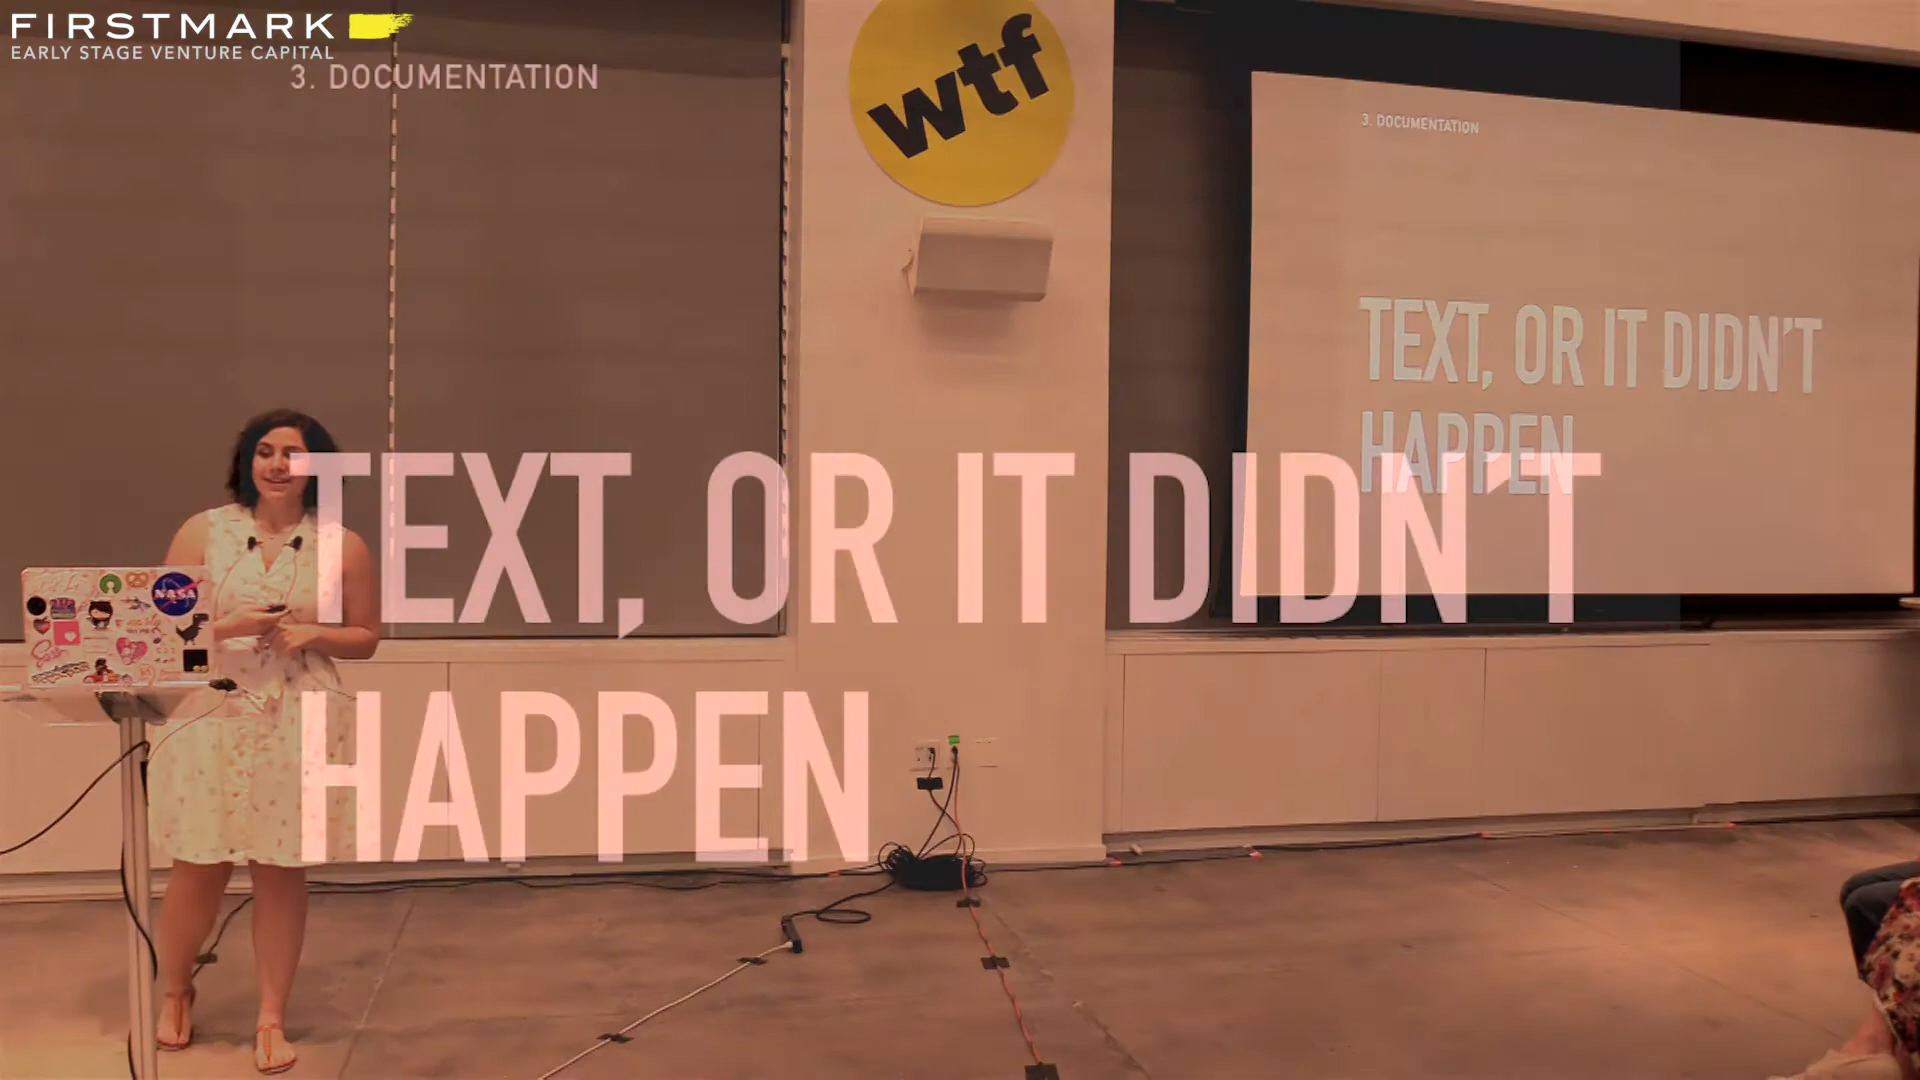 FIRSTMARK
EARLY STAGE VENTURE CAPITAL
3. DOCUMENTATION
wtf
3. DOCUMENTATION
TEXT, OR IT DIDN'T
HAPPEN
TEXT, OR IT DIDN'T
HAPPEN
NASA